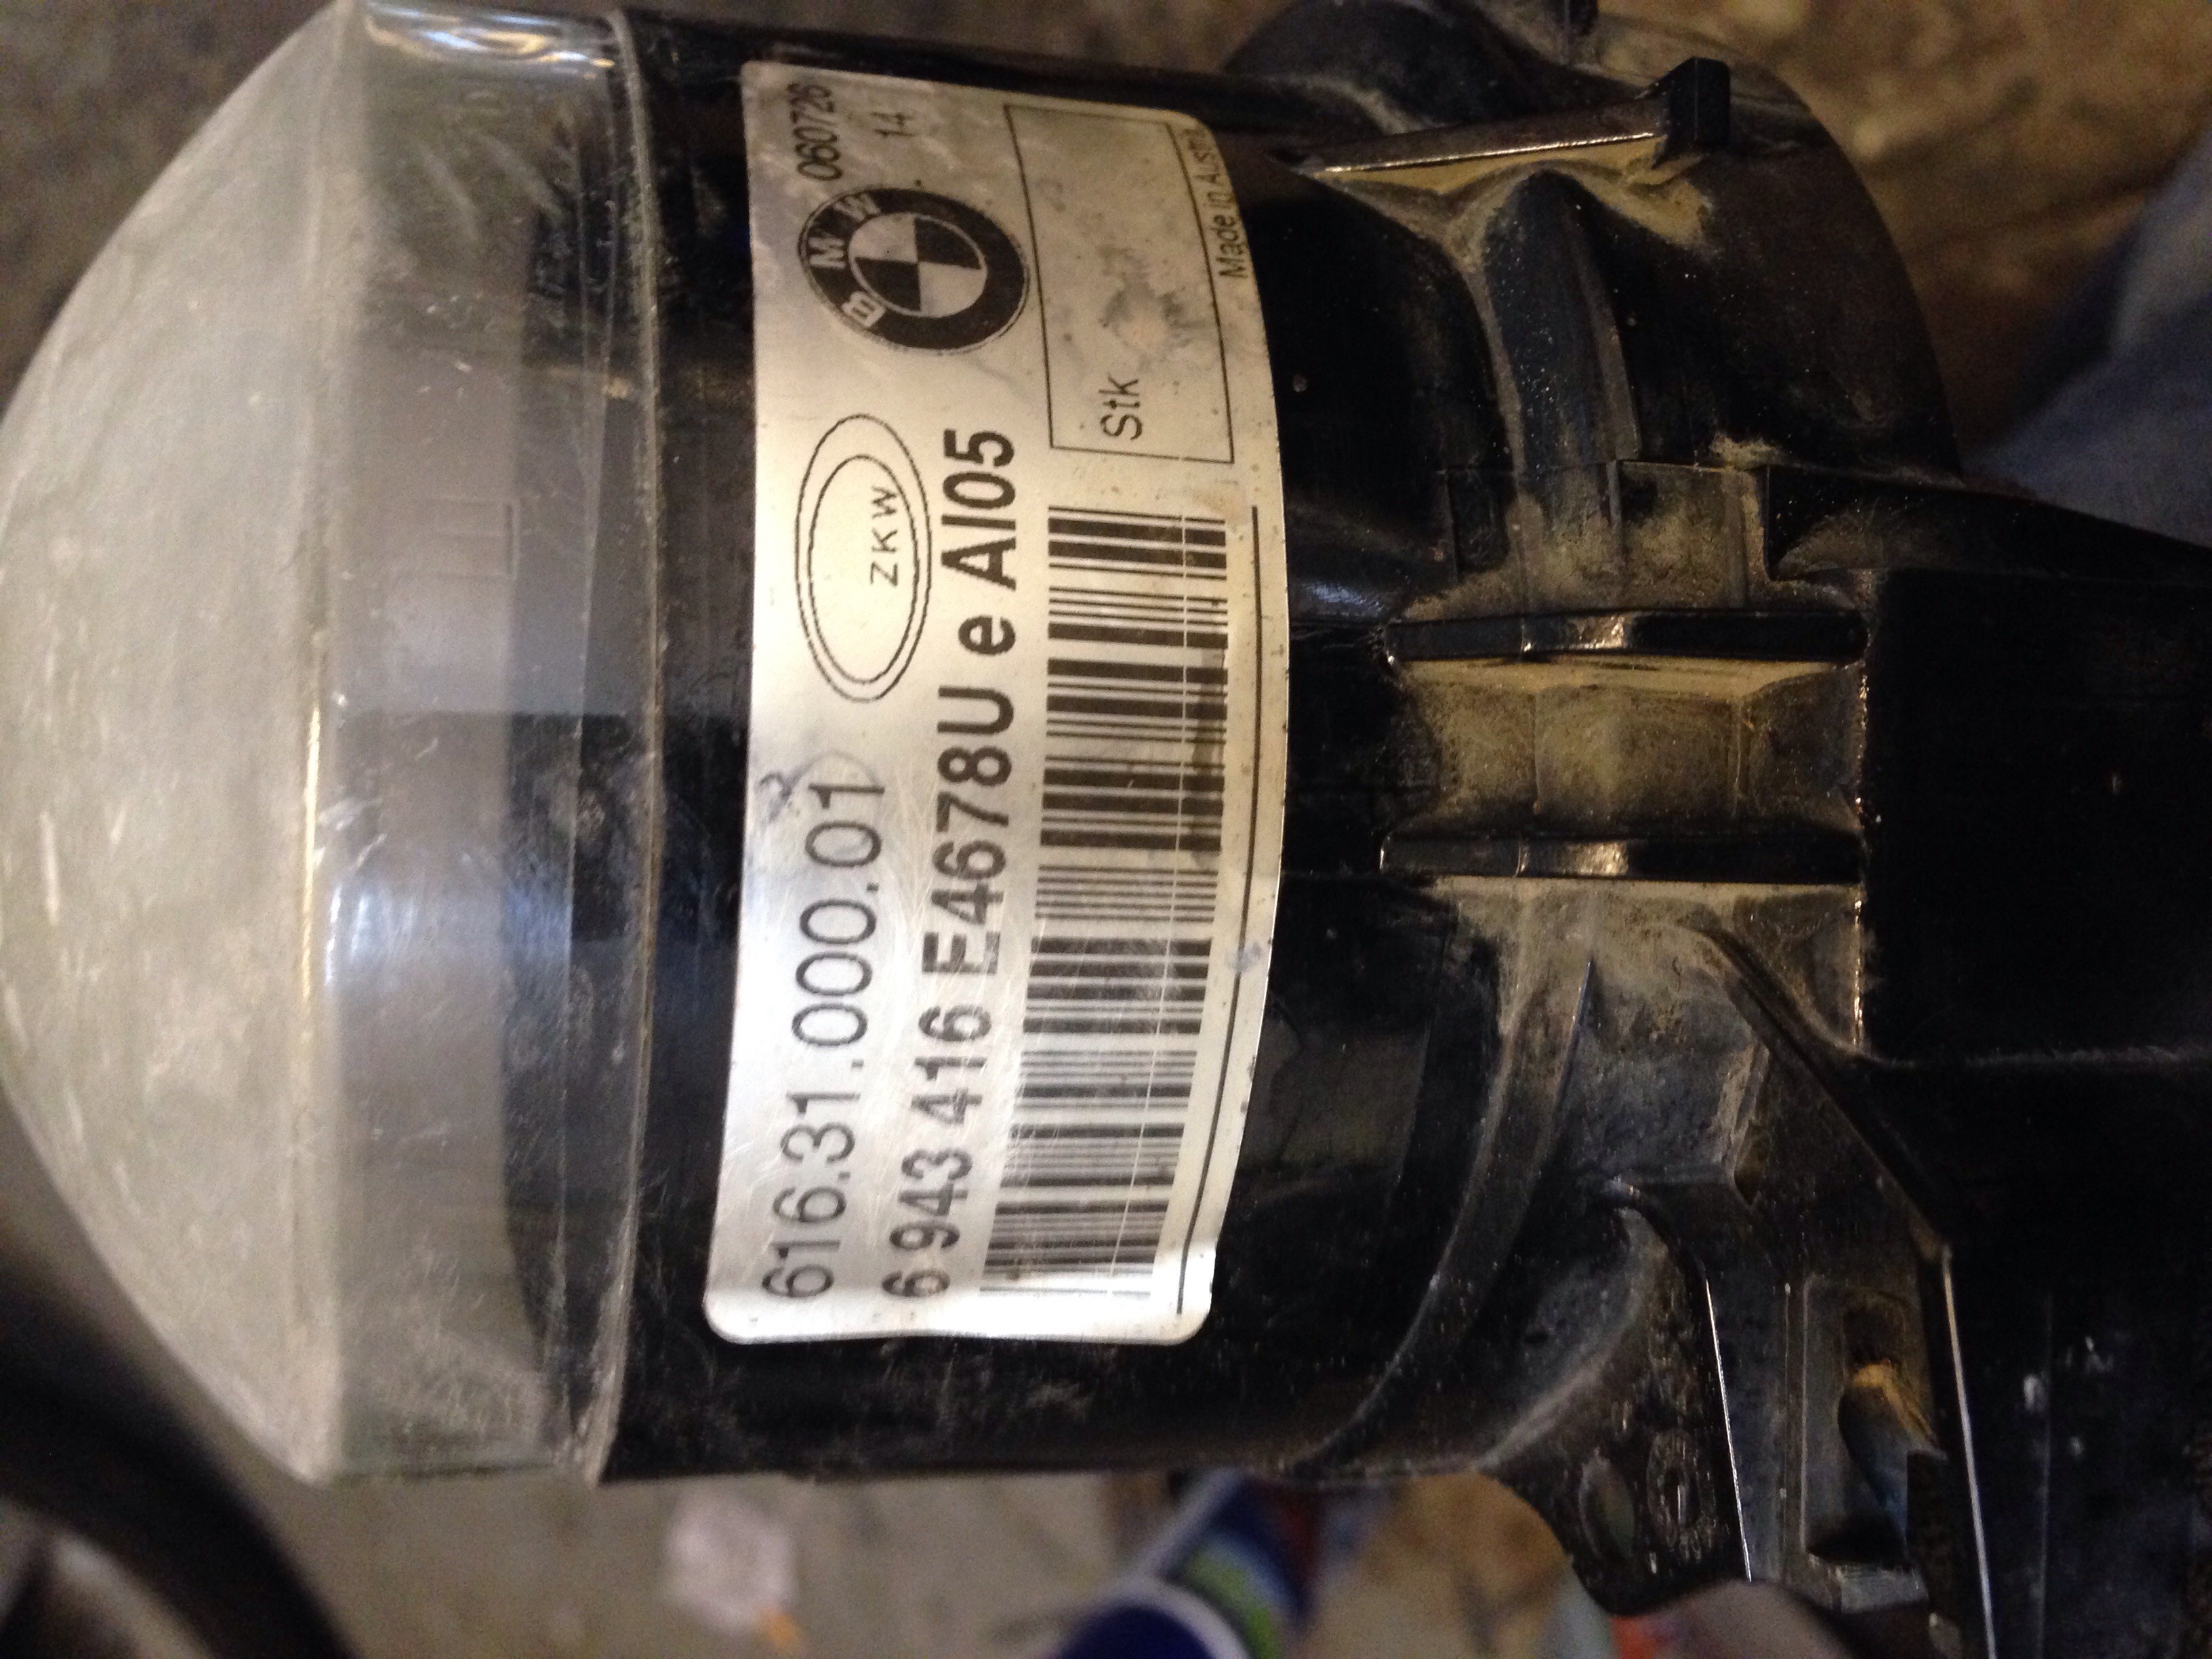 616.31.000.01
ZKW
BMW
060726
14
6 943 416 E4678U e AI05
Stk
Made in Austria